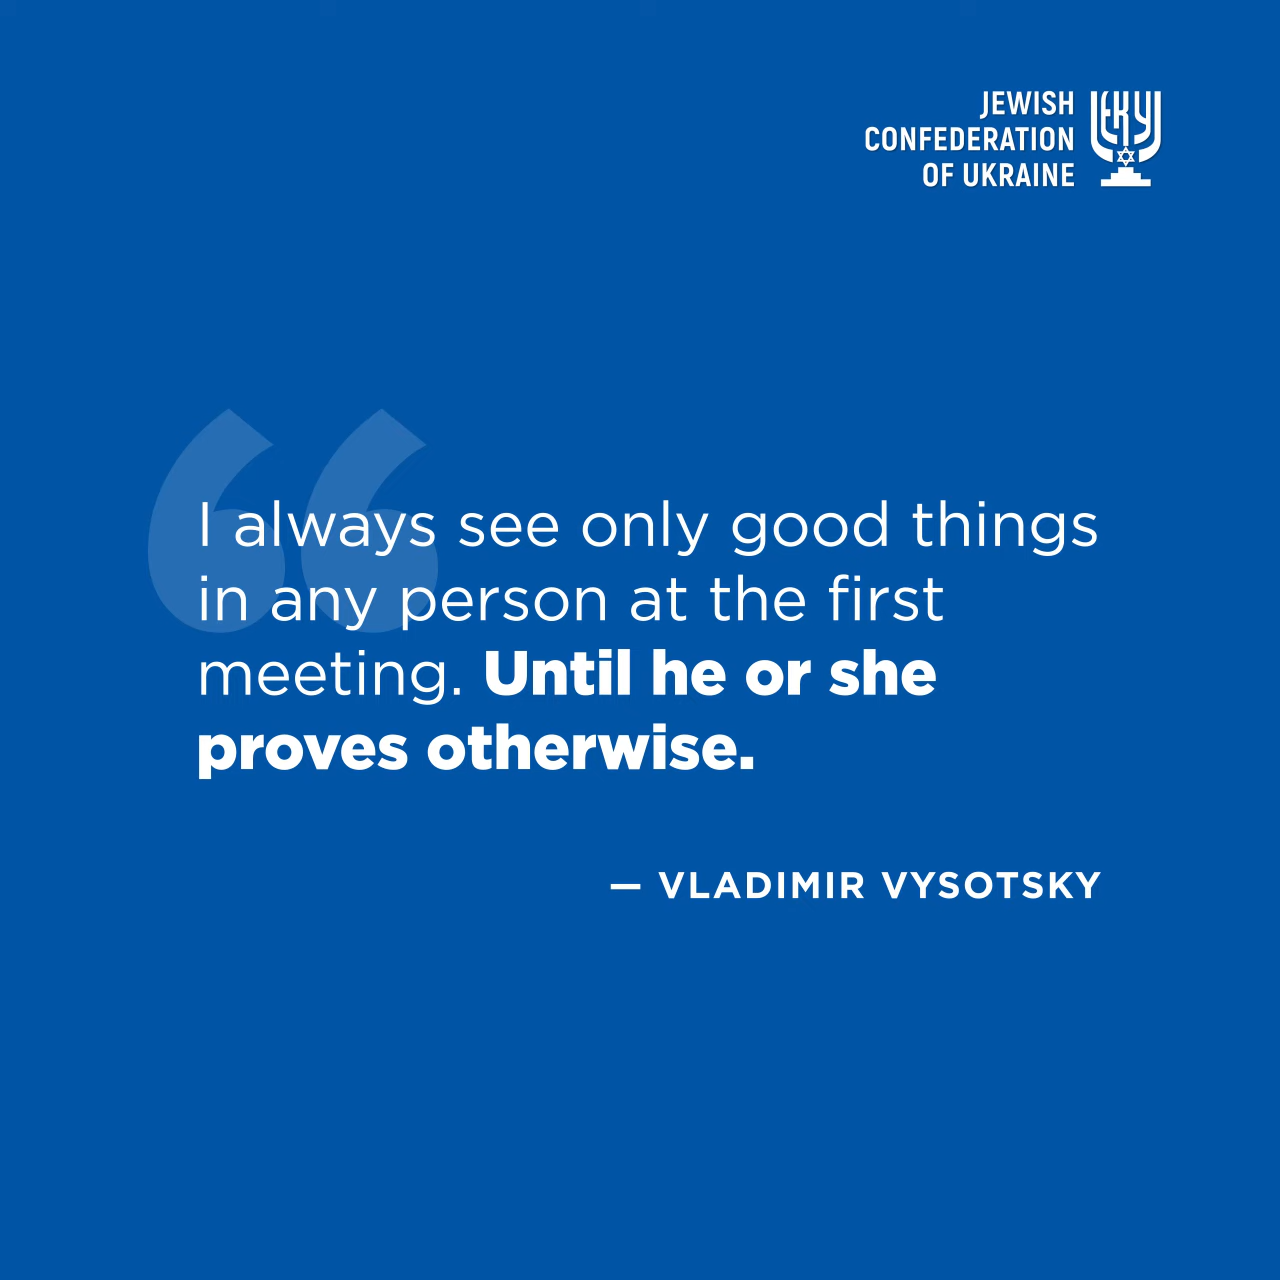 JEWISH
CONFEDERATION
OF UKRAINE
ЄКУ
I always see only good things
in any person at the first
meeting. Until he or she
proves otherwise.
— VLADIMIR VYSOTSKY